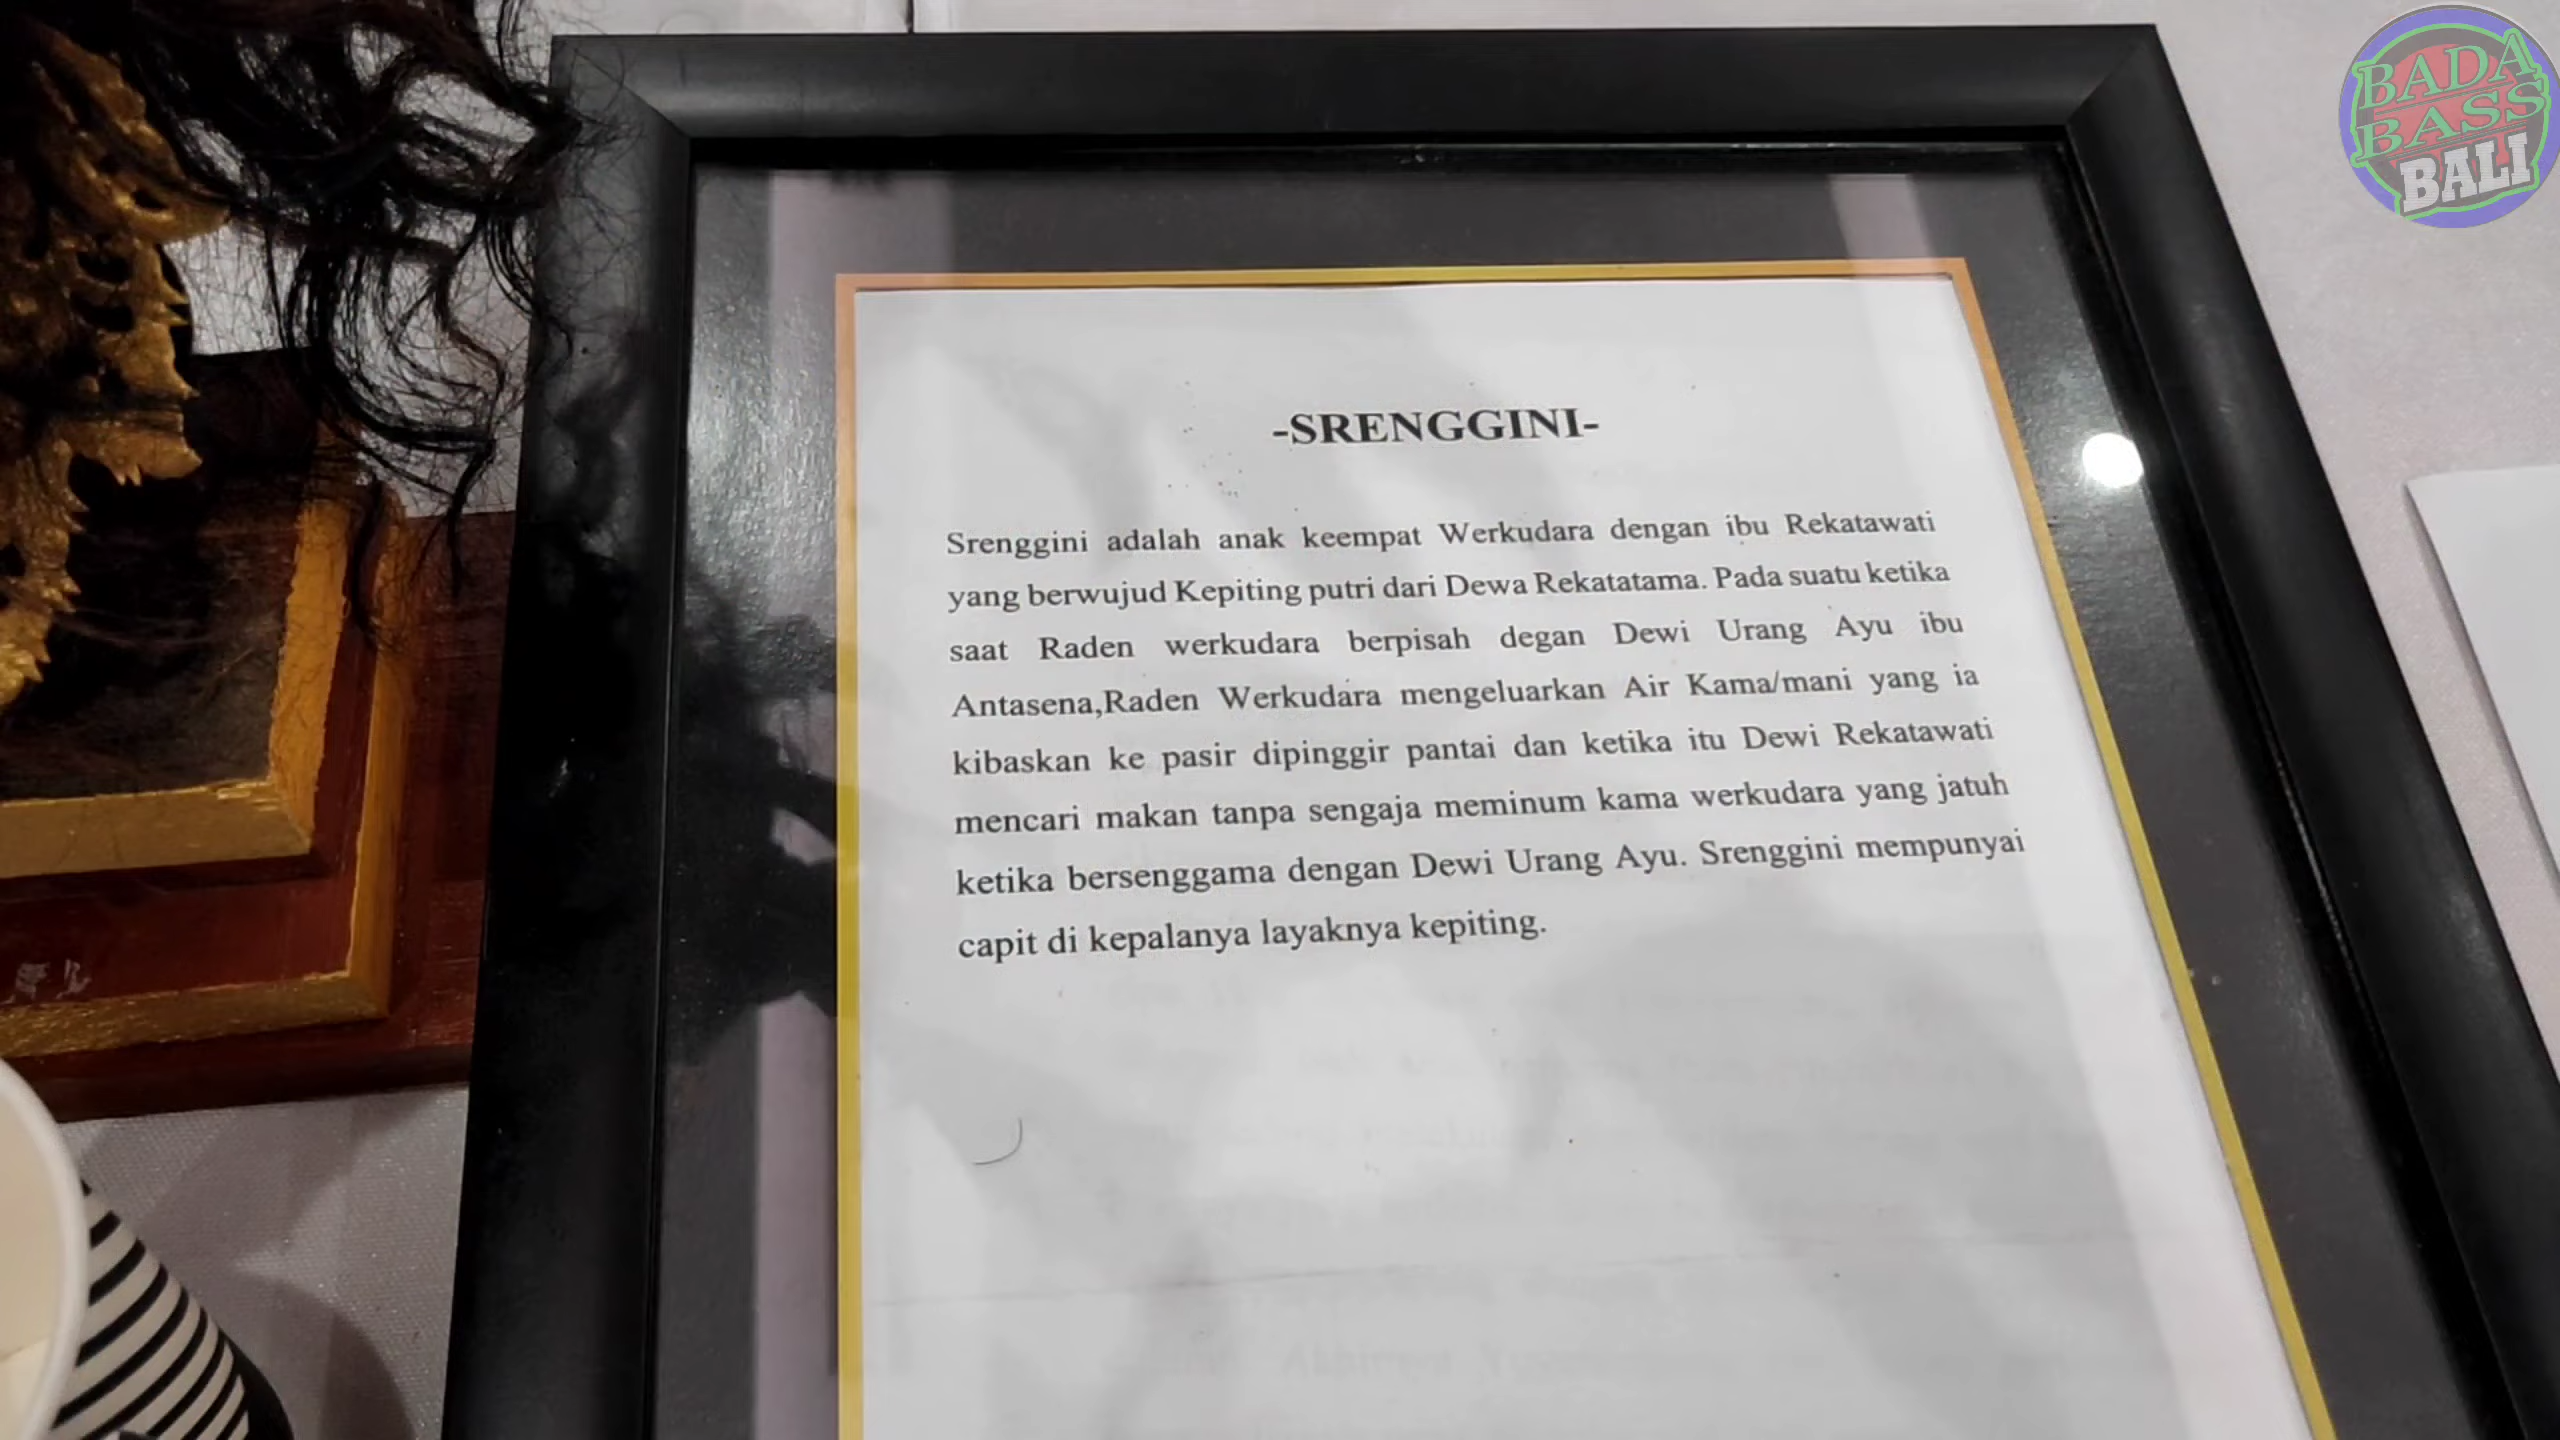 BADA
BASS
BALI
-SRENGGINI-
Srenggini adalah anak keempat Werkudara dengan ibu Rekatawati
yang berwujud Kepiting putri dari Dewa Rekatatama. Pada suatu ketika
saat Raden werkudara berpisah degan Dewi Urang Ayu ibu
Antasena,Raden Werkudara mengeluarkan Air Kama/mani yang ia
kibaskan ke pasir dipinggir pantai dan ketika itu Dewi Rekatawati
mencari makan tanpa sengaja meminum kama werkudara yang jatuh
ketika bersenggama dengan Dewi Urang Ayu. Srenggini mempunyai
capit di kepalanya layaknya kepiting.